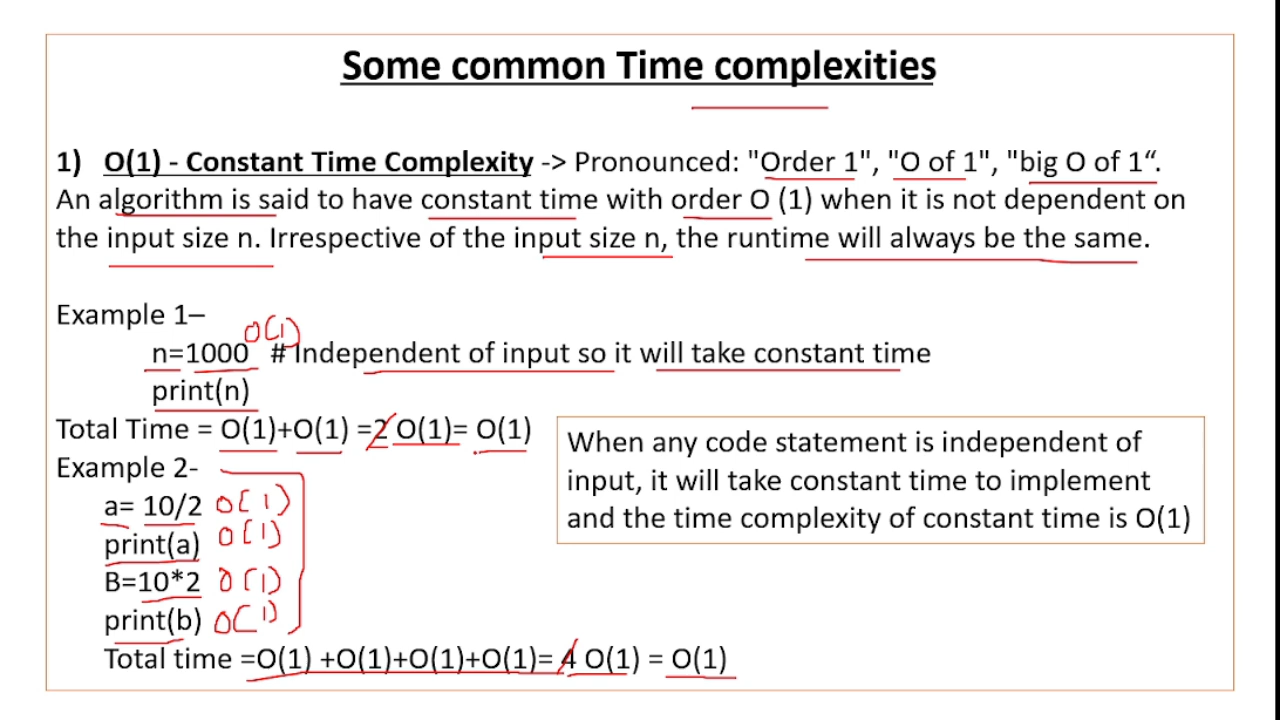 Some common Time complexities
1) O(1) - Constant Time Complexity -> Pronounced: "Order 1", "O of 1", "big O of 1“.
An algorithm is said to have constant time with order O (1) when it is not dependent on
the input size n. Irrespective of the input size n, the runtime will always be the same.
Example 1–
O(1)
n=1000 # Independent of input so it will take constant time
print(n)
Total Time = O(1)+O(1) =2 O(1)= O(1)
Example 2-
a= 10/2 O(1)
print(a) O(1)
B=10*2 O(1)
print(b) O(1)
Total time =O(1) +O(1)+O(1)+O(1)= 4 O(1) = O(1)
When any code statement is independent of
input, it will take constant time to implement
and the time complexity of constant time is O(1)